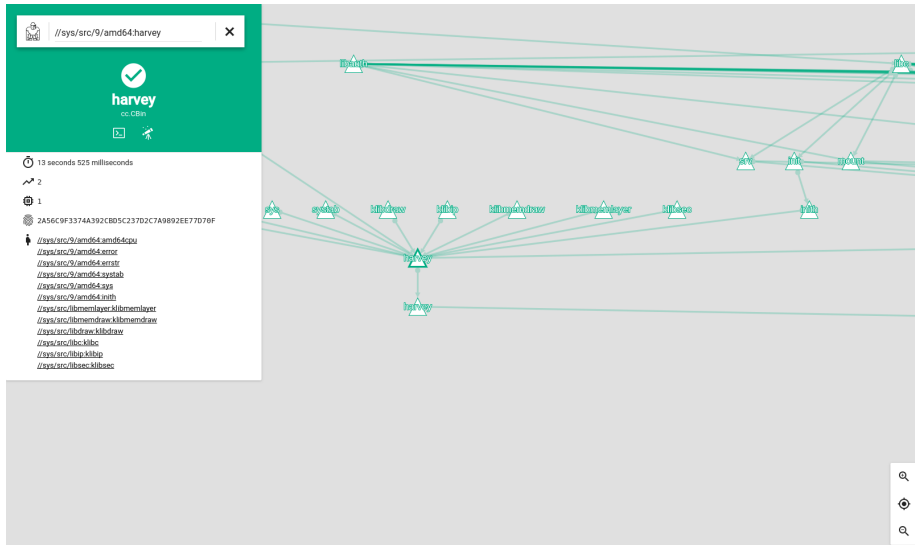 //sys/src/9/amd64:harvey
harvey
cc.CBin
13 seconds 525 milliseconds
2
1
2A56C9F3374A392CBD5C237D2C7A9892EE77D70F
//sys/src/9/amd64:amd64cpu
//sys/src/9/amd64:error
//sys/src/9/amd64:errstr
//sys/src/9/amd64:systab
//sys/src/9/amd64:sys
//sys/src/9/amd64:inith
//sys/src/libmemlayer:klibmemlayer
//sys/src/libmemdraw:klibmemdraw
//sys/src/libdraw:klibdraw
//sys/src/libc:klibc
//sys/src/libip:klibip
//sys/src/libsec:klibsec
libauth libc
srv init mount
sys klibdraw klibip klibmemdraw klibmemlayer klibsec inith
harvey
harvey